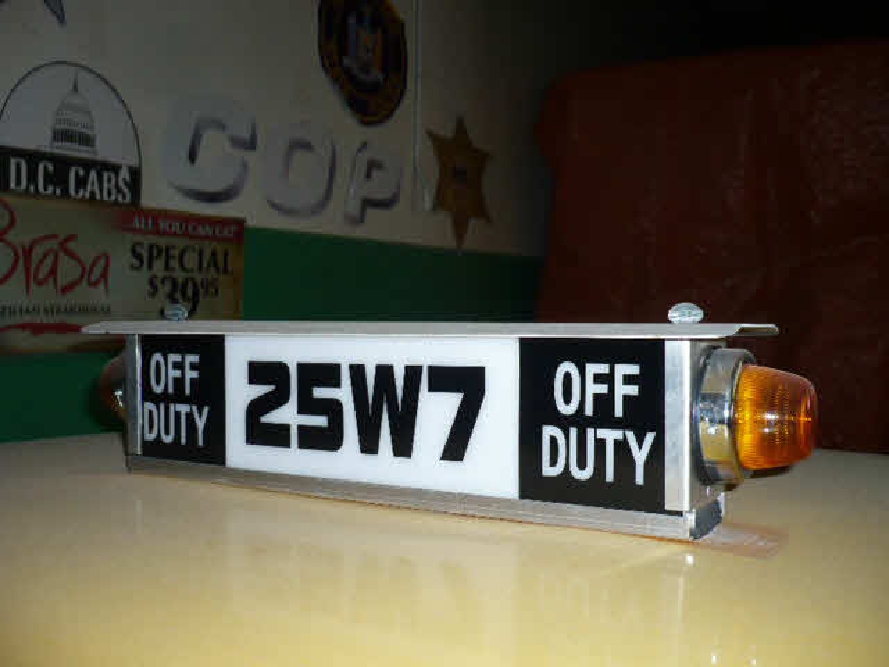 COP
D.C. CABS
Brasa
ALL YOU CAN EAT
SPECIAL
$39.95
OFF
DUTY
25W7
OFF
DUTY